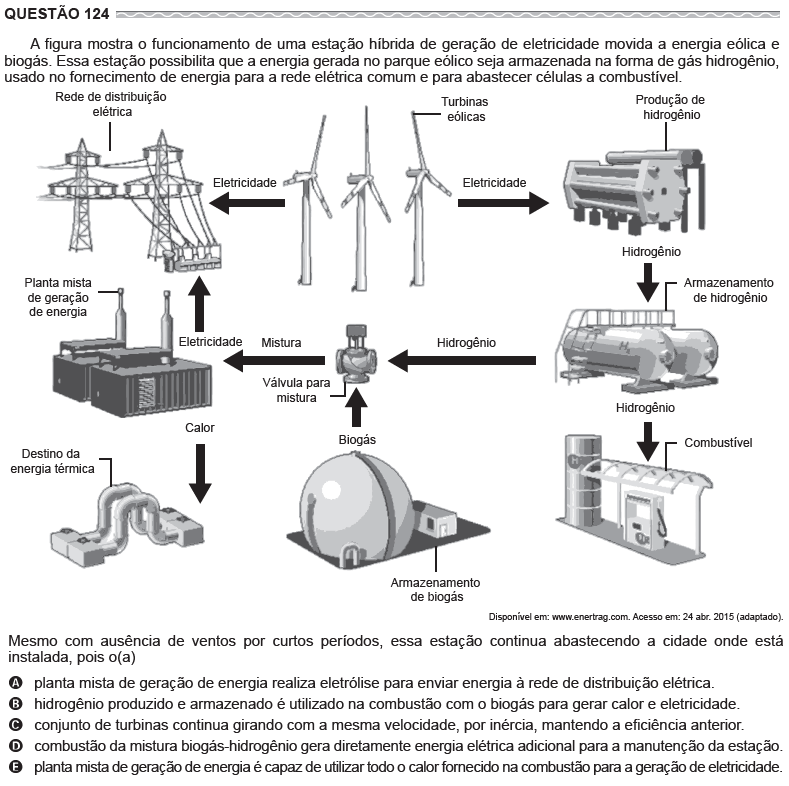 QUESTÃO 124
A figura mostra o funcionamento de uma estação híbrida de geração de eletricidade movida a energia eólica e
biogás. Essa estação possibilita que a energia gerada no parque eólico seja armazenada na forma de gás hidrogênio,
usado no fornecimento de energia para a rede elétrica comum e para abastecer células a combustível.
Rede de distribuição
elétrica
Turbinas
eólicas
Produção de
hidrogênio
Eletricidade
Eletricidade
Hidrogênio
Planta mista
de geração
de energia
Armazenamento
de hidrogênio
Eletricidade
Mistura
Hidrogênio
Válvula para
mistura
Hidrogênio
Calor
Biogás
Combustível
Destino da
energia térmica
H
Armazenamento
de biogás
Disponível em: www.enertrag.com. Acesso em: 24 abr. 2015 (adaptado).
Mesmo com ausência de ventos por curtos períodos, essa estação continua abastecendo a cidade onde está
instalada, pois o(a)
A planta mista de geração de energia realiza eletrólise para enviar energia à rede de distribuição elétrica.
B hidrogênio produzido e armazenado é utilizado na combustão com o biogás para gerar calor e eletricidade.
C conjunto de turbinas continua girando com a mesma velocidade, por inércia, mantendo a eficiência anterior.
D combustão da mistura biogás-hidrogênio gera diretamente energia elétrica adicional para a manutenção da estação.
E planta mista de geração de energia é capaz de utilizar todo o calor fornecido na combustão para a geração de eletricidade.